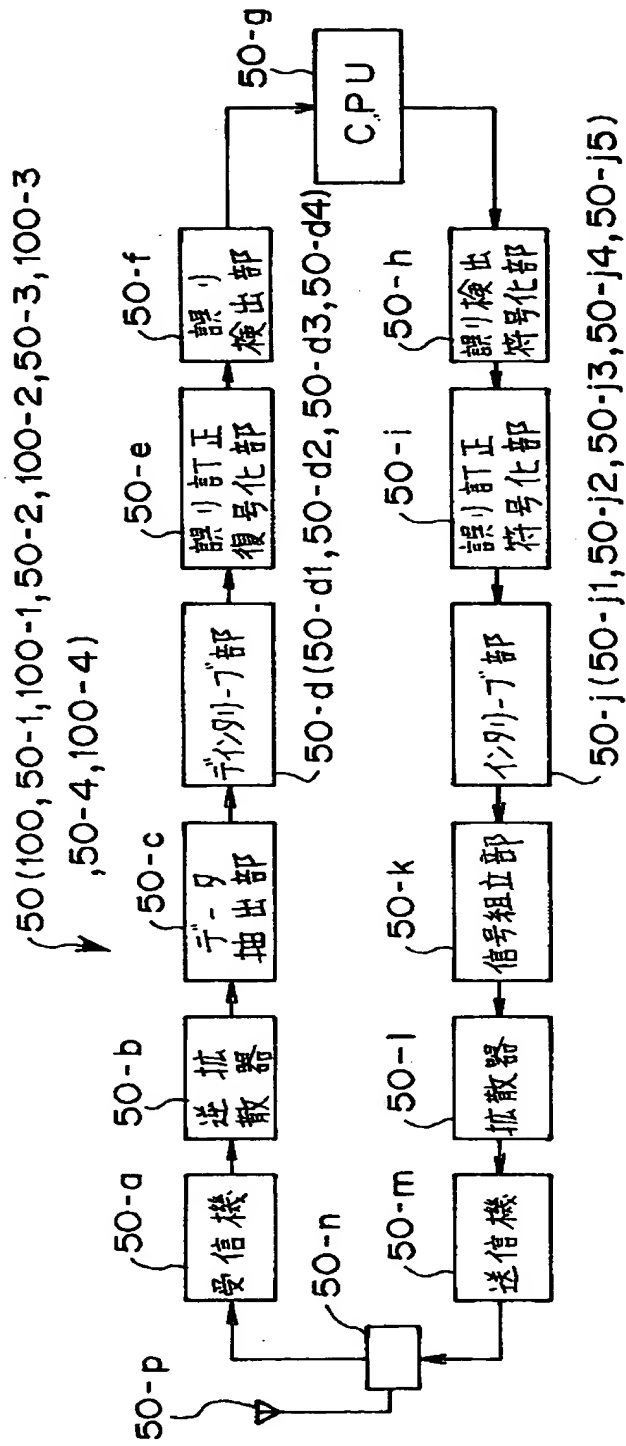 50(100,50-1,100-1,50-2,100-2,50-3,100-3
,50-4,100-4)
50-p
50-n
50-a
受信機
50-b
逆拡
散器
50-c
データ
抽出部
デインタリーブ部
50-d(50-d1,50-d2,50-d3,50-d4)
50-e
誤り訂正
復号化部
50-f
誤り
検出部
50-g
CPU
50-h
誤り検出
符号化部
50-i
誤り訂正
符号化部
インタリーブ部
50-j(50-j1,50-j2,50-j3,50-j4,50-j5)
50-k
信号組立部
50-l
拡散器
50-m
送信機